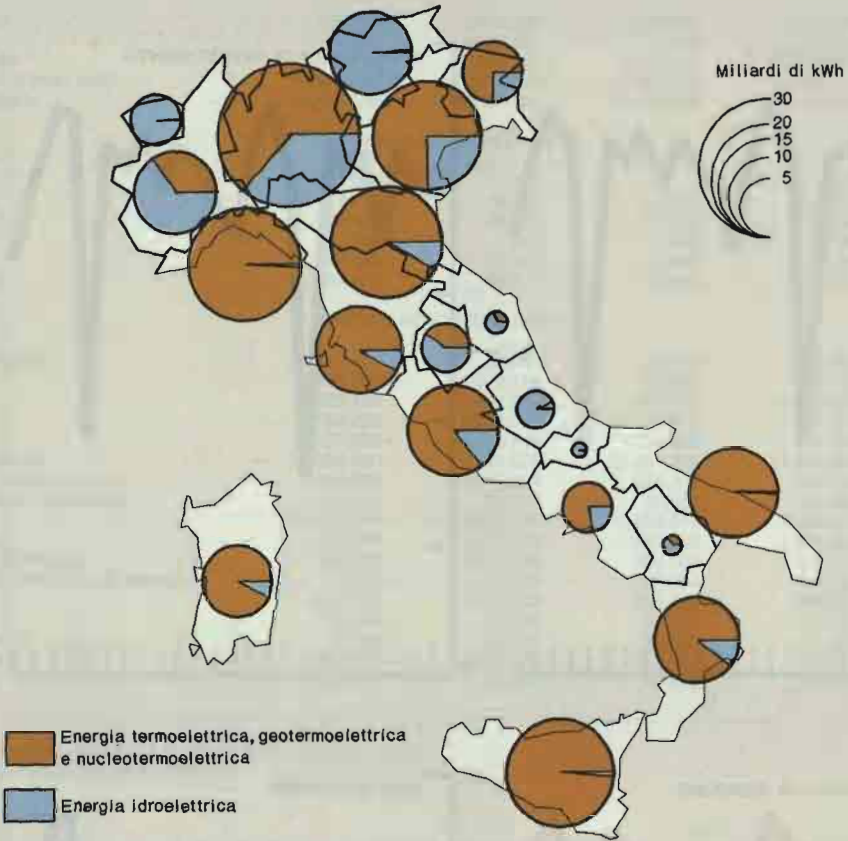 Miliardi di kWh
30
20
15
10
5
Energia termoelettrica, geotermoelettrica
e nucleotermoelettrica
Energia idroelettrica